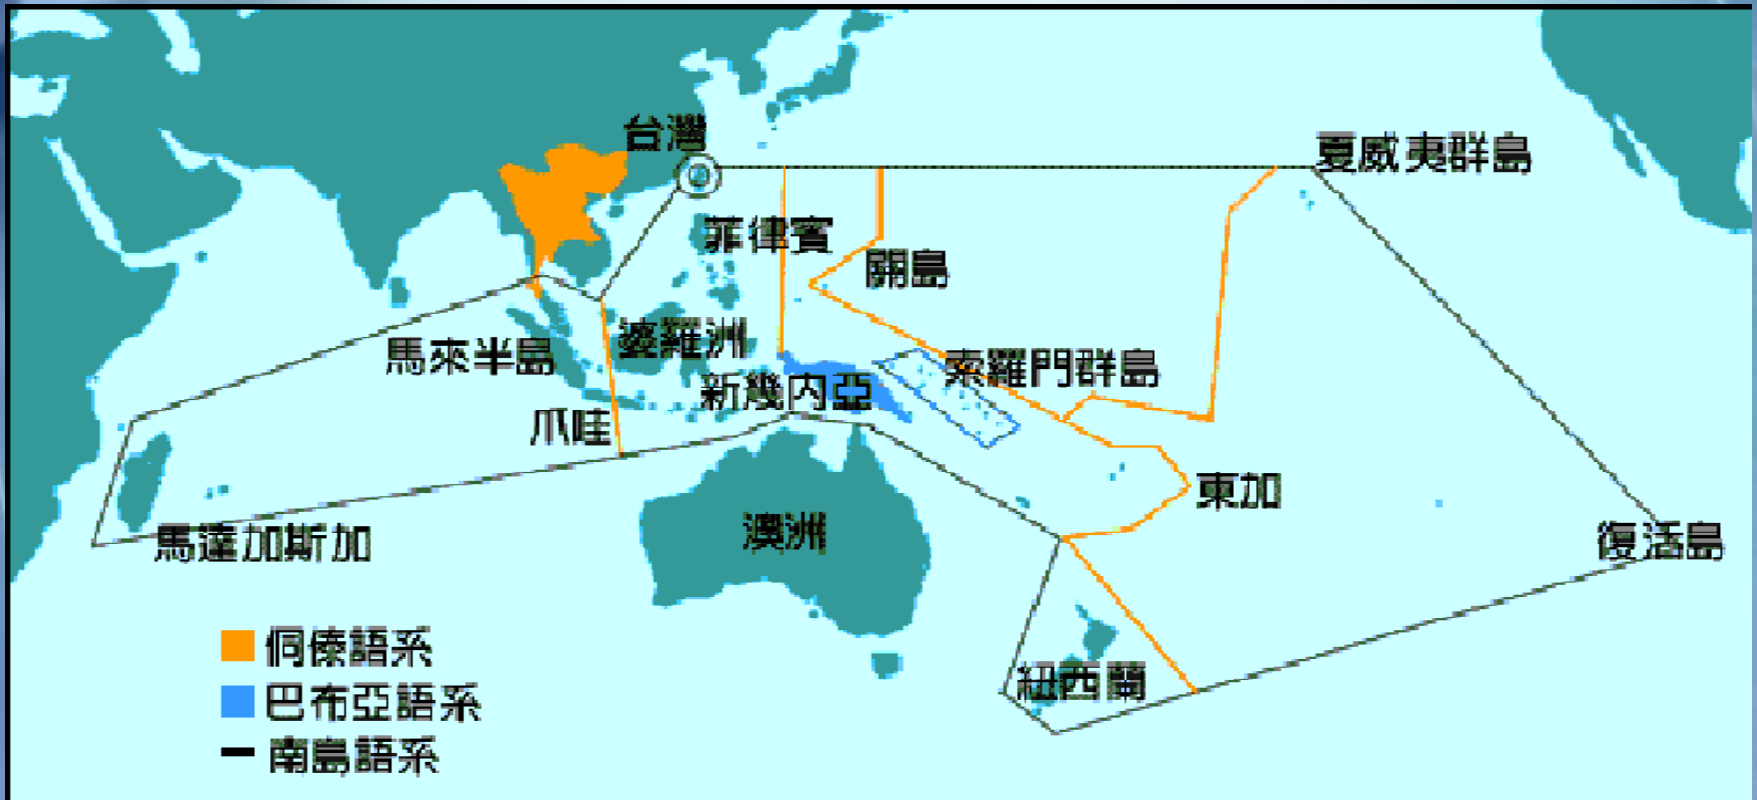 台灣
夏威夷群島
菲律賓
關島
馬來半島
婆羅洲
索羅門群島
新幾內亞
爪哇
東加
馬達加斯加
澳洲
復活島
侗傣語系
紐西蘭
巴布亞語系
南島語系